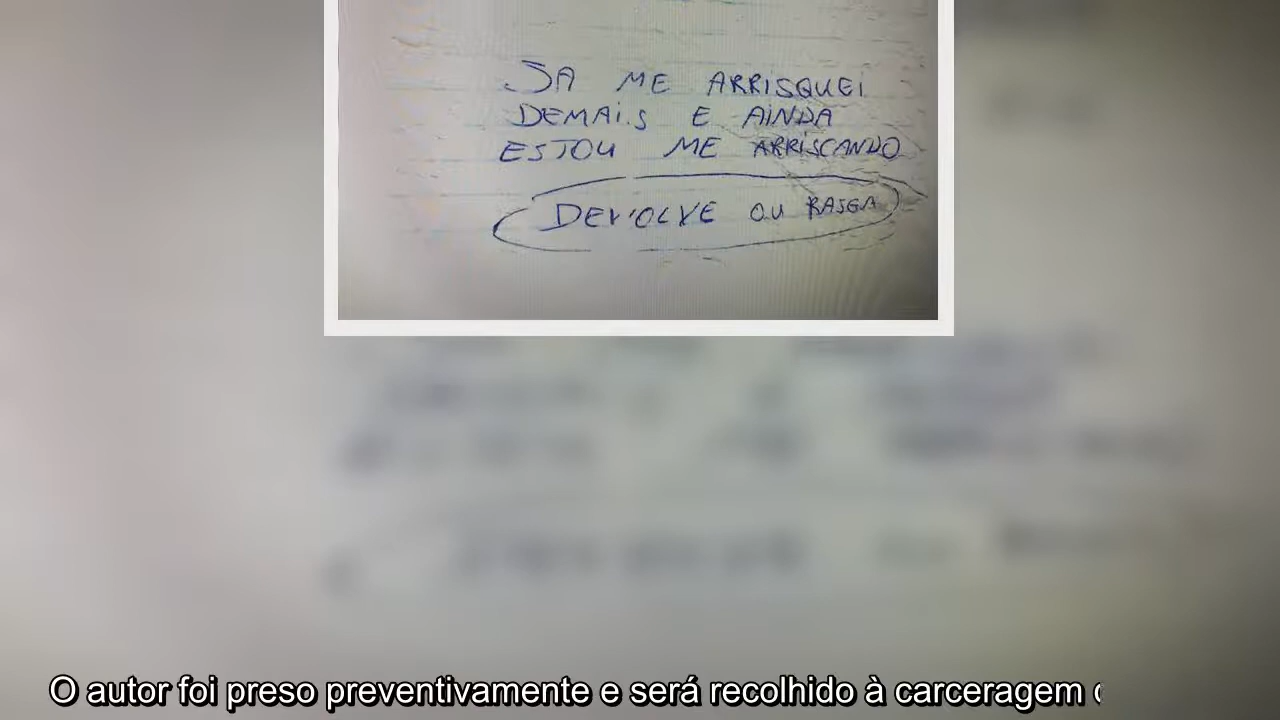 JA ME ARRISQUEI
DEMAIS E AINDA
ESTOU ME ARRISCANDO
DEVOLVE OU RASGA
O autor foi preso preventivamente e será recolhido à carceragem